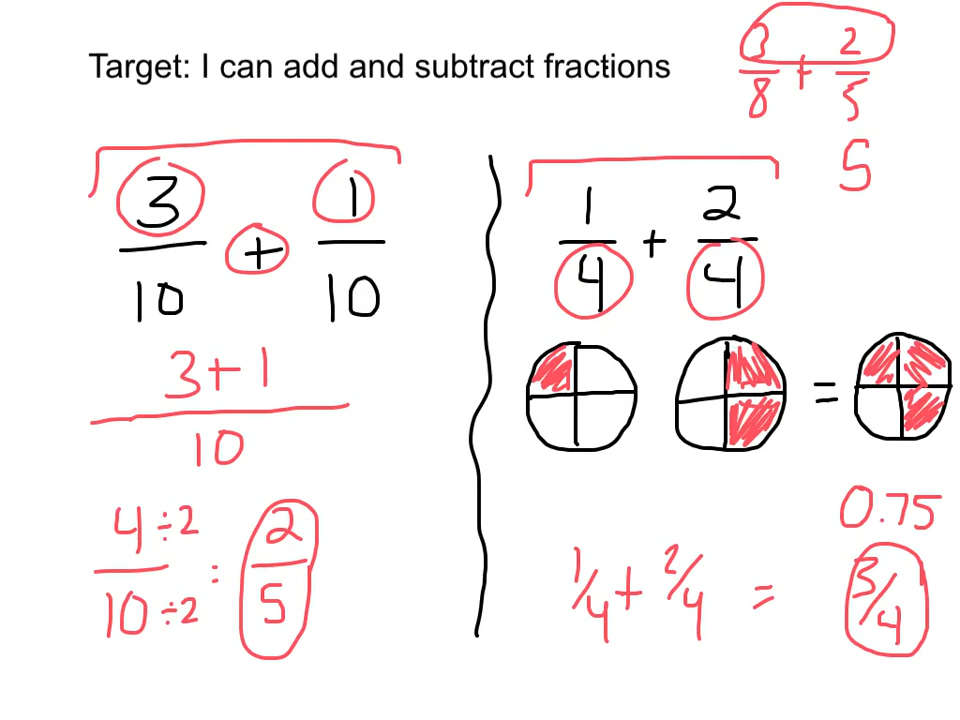 Target: I can add and subtract fractions
3/8 + 2/5
5
3/10 + 1/10
3+1
10
4÷2
10÷2
= 2/5
1/4 + 2/4
=
0.75
1/4 + 2/4 = 3/4